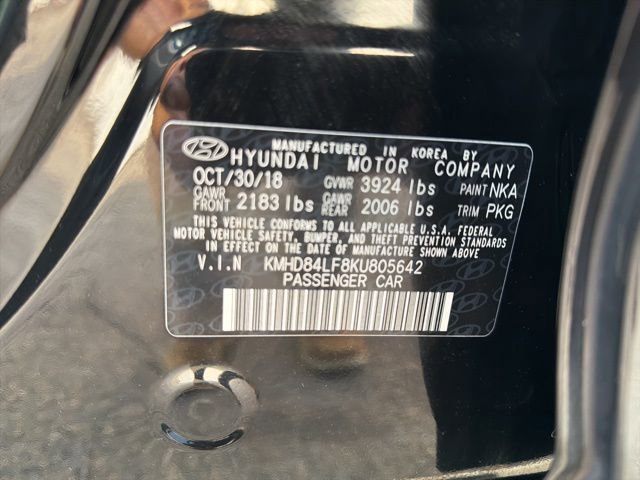 MANUFACTURED IN KOREA BY
HYUNDAI MOTOR COMPANY
OCT/30/18 GVWR 3924 lbs PAINT NKA
GAWR FRONT 2183 lbs GAWR REAR 2006 lbs TRIM PKG
THIS VEHICLE CONFORMS TO ALL APPLICABLE U.S.A. FEDERAL
MOTOR VEHICLE SAFETY, BUMPER, AND THEFT PREVENTION STANDARDS
IN EFFECT ON THE DATE OF MANUFACTURE SHOWN ABOVE
V.I.N KMHD84LF8KU805642
PASSENGER CAR